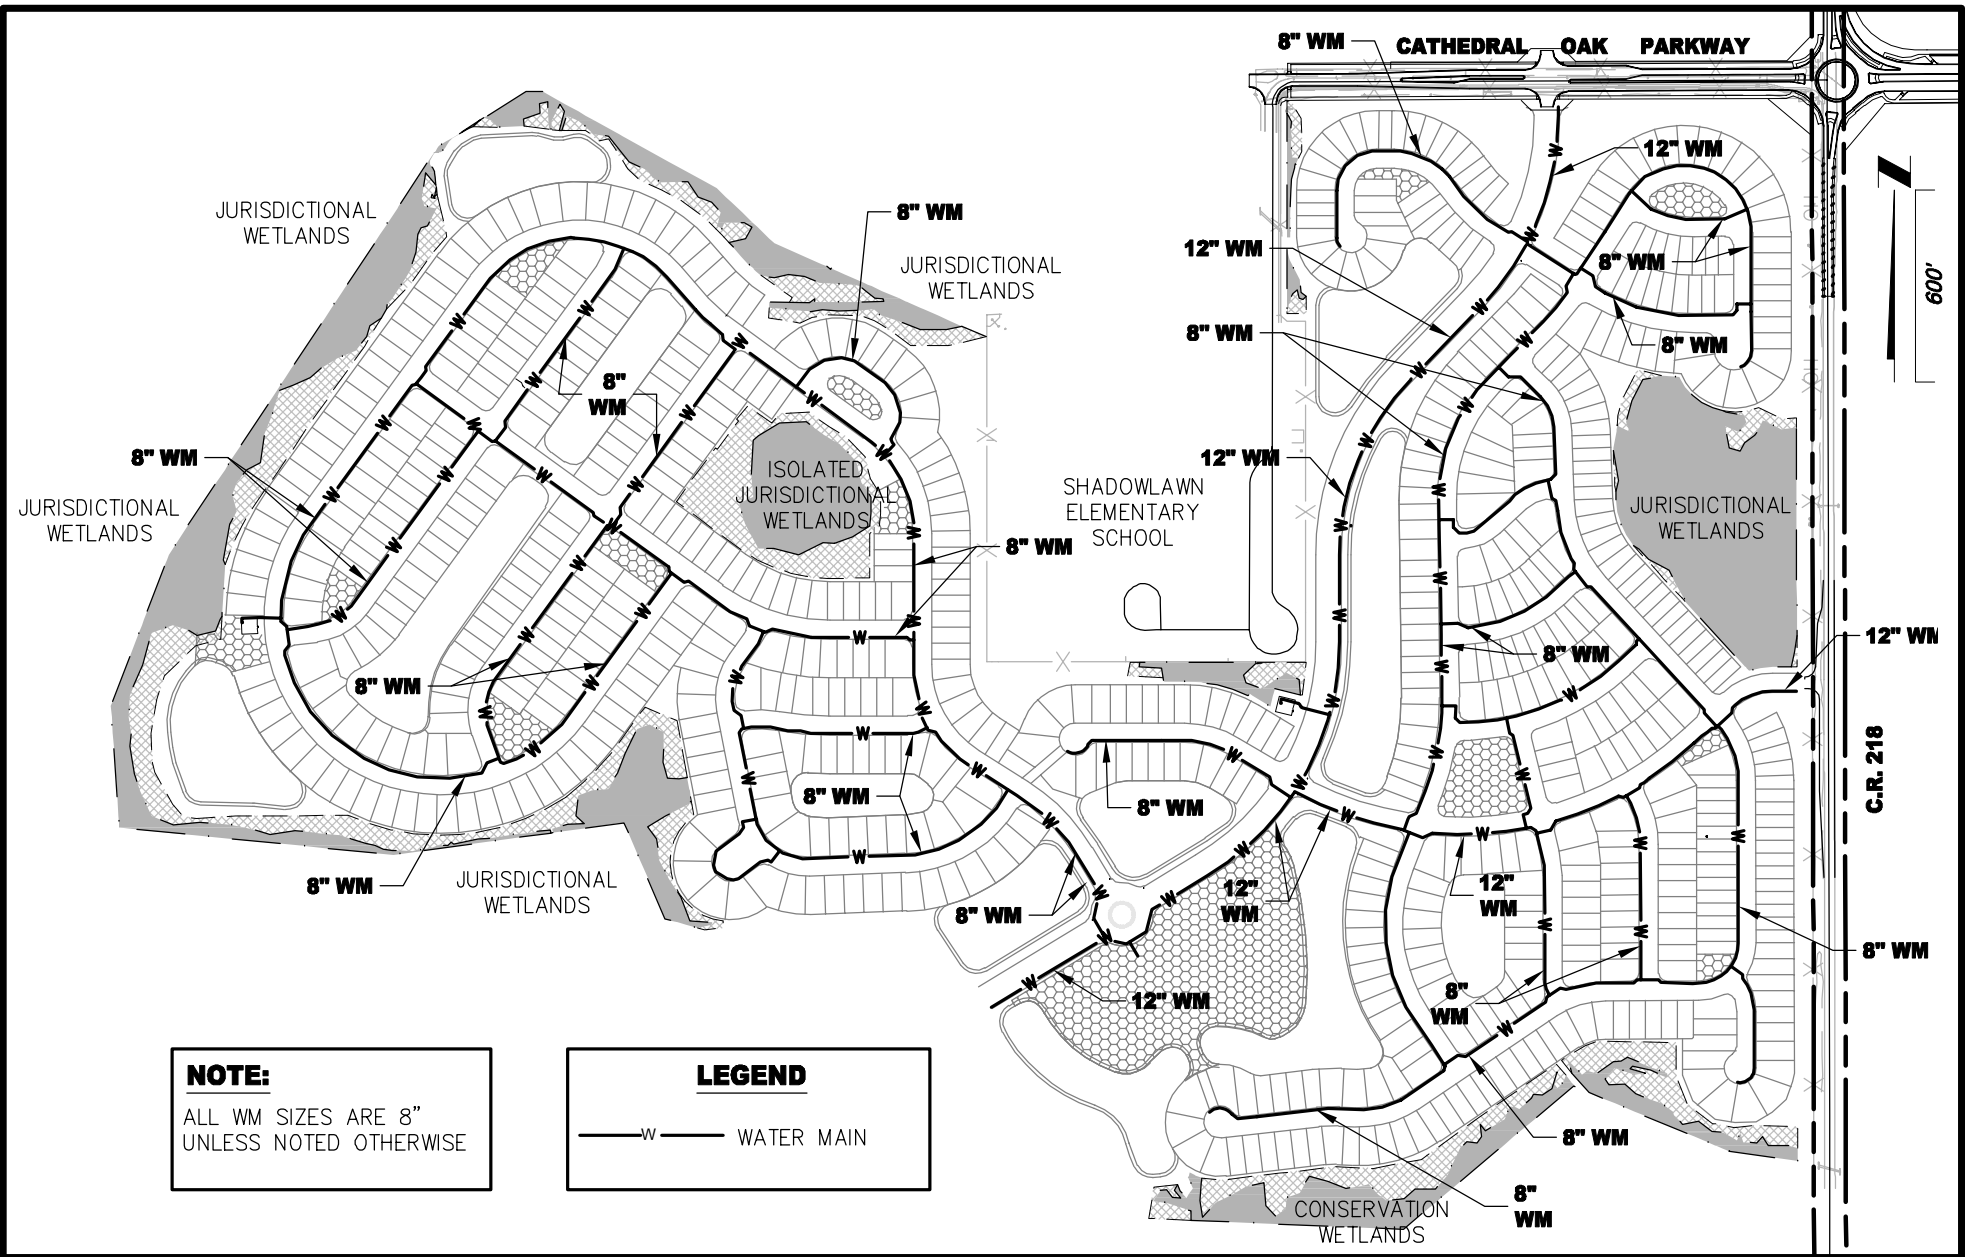 8" WM
CATHEDRAL OAK PARKWAY
12" WM
JURISDICTIONAL
WETLANDS
8" WM
12" WM
8" WM
JURISDICTIONAL
WETLANDS
600'
8" WM
8" WM
8"
WM
8" WM
12" WM
ISOLATED
JURISDICTIONAL
WETLANDS
SHADOWLAWN
ELEMENTARY
SCHOOL
JURISDICTIONAL
WETLANDS
JURISDICTIONAL
WETLANDS
8" WM
12" WM
8" WM
8" WM
C.R. 218
8" WM
8" WM
8" WM
JURISDICTIONAL
WETLANDS
8" WM
12"
WM
12"
WM
8" WM
12" WM
8"
WM
NOTE:
ALL WM SIZES ARE 8"
UNLESS NOTED OTHERWISE
LEGEND
W
WATER MAIN
8" WM
8"
WM
CONSERVATION
WETLANDS